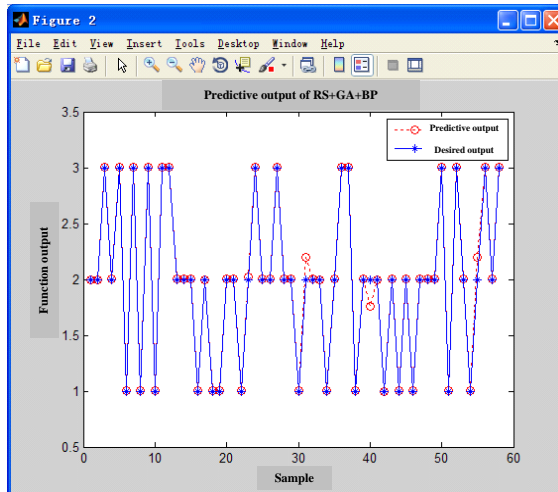 Figure 2
File Edit View Insert Tools Desktop Window Help
Predictive output of RS+GA+BP
3.5
3
2.5
2
1.5
1
0.5
Function output
Predictive output
Desired output
0 10 20 30 40 50 60
Sample